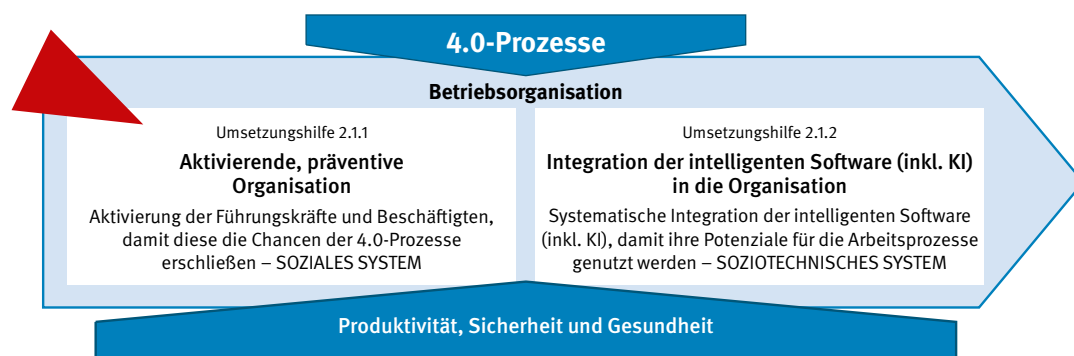 4.0-Prozesse
Betriebsorganisation
Umsetzungshilfe 2.1.1
Aktivierende, präventive
Organisation
Aktivierung der Führungskräfte und Beschäftigten,
damit diese die Chancen der 4.0-Prozesse
erschließen – SOZIALES SYSTEM
Umsetzungshilfe 2.1.2
Integration der intelligenten Software (inkl. KI)
in die Organisation
Systematische Integration der intelligenten Software
(inkl. KI), damit ihre Potenziale für die Arbeitsprozesse
genutzt werden – SOZIOTECHNISCHES SYSTEM
Produktivität, Sicherheit und Gesundheit